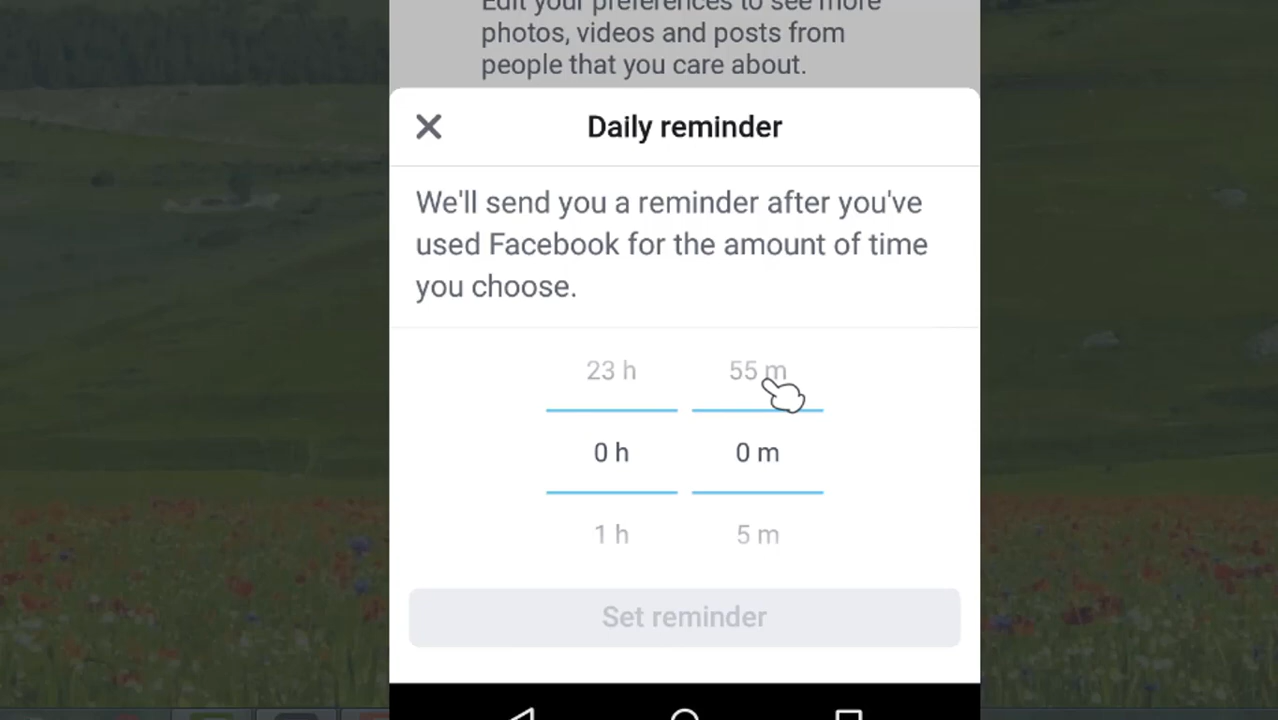 Edit your preferences to see more
photos, videos and posts from
people that you care about.
Daily reminder
We'll send you a reminder after you've
used Facebook for the amount of time
you choose.
23 h 55 m
0 h 0 m
1 h 5 m
Set reminder